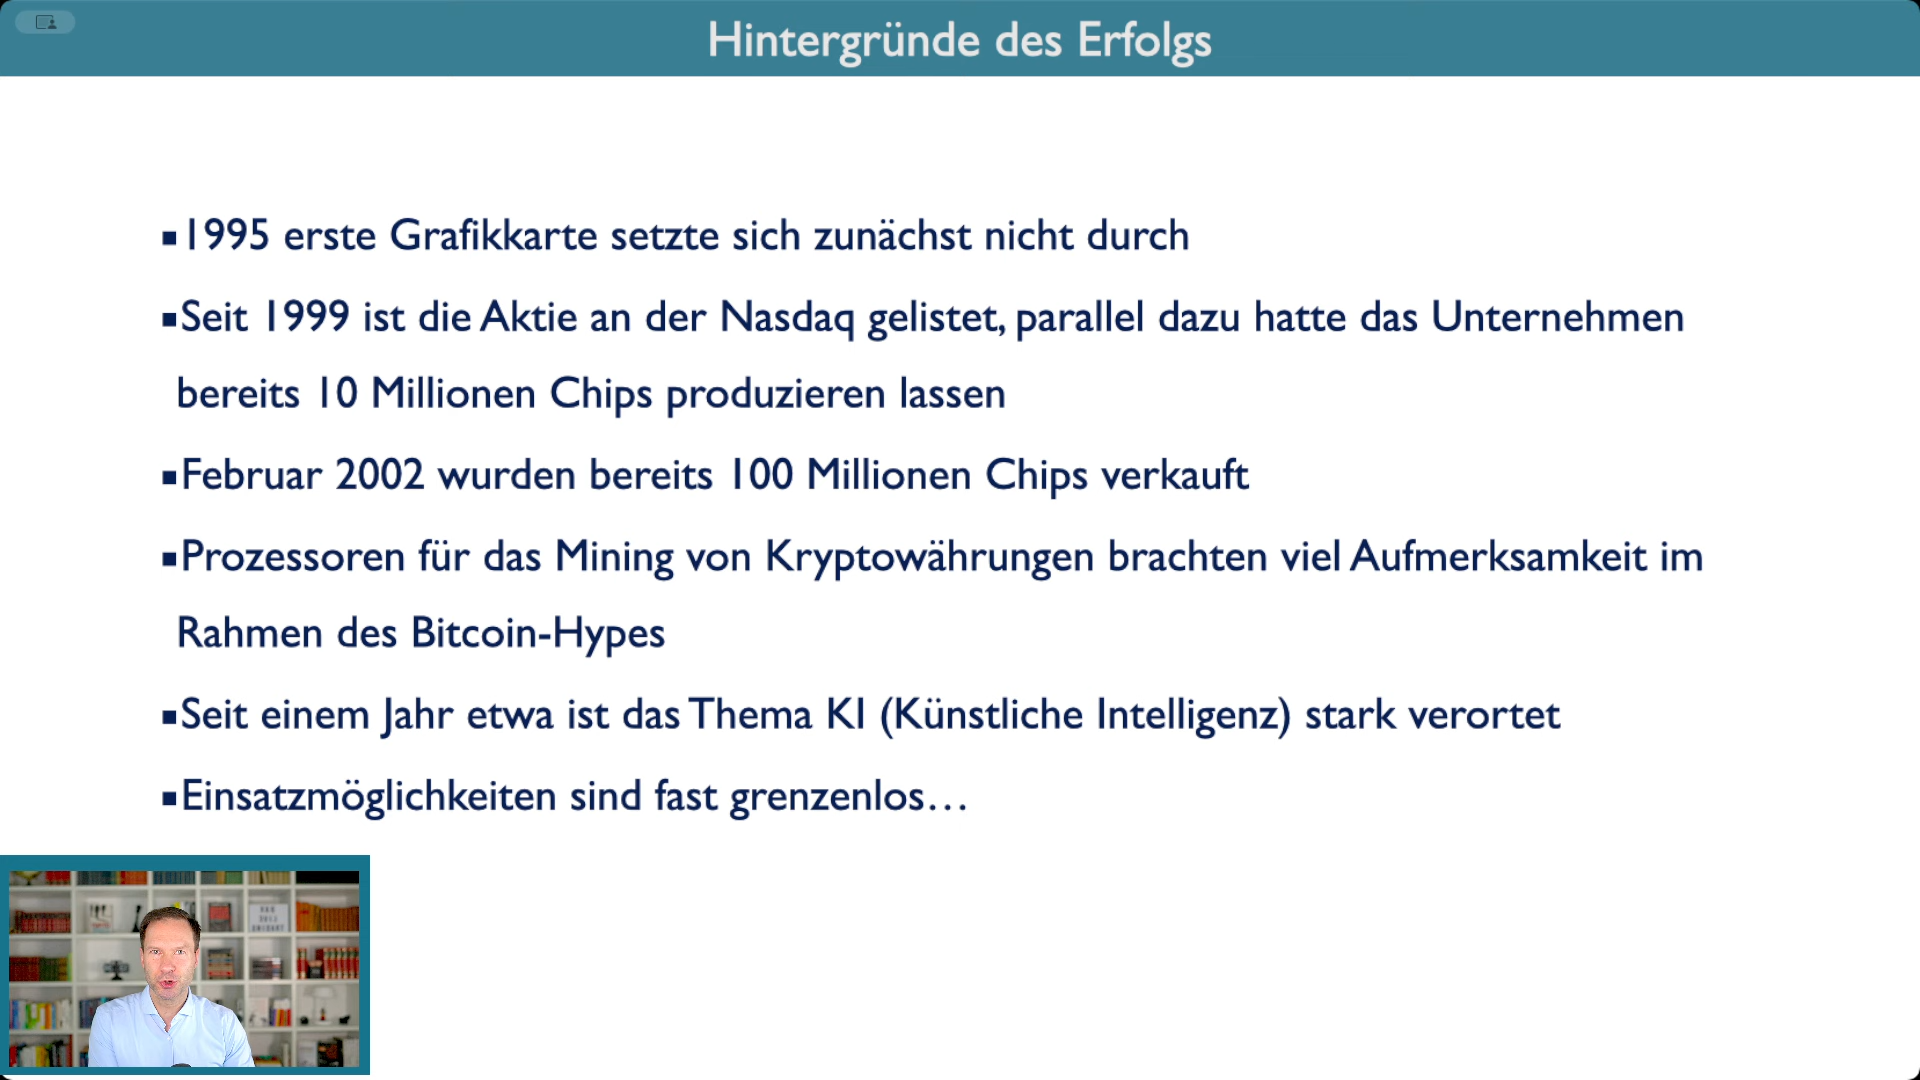 Hintergründe des Erfolgs
▪1995 erste Grafikkarte setzte sich zunächst nicht durch
▪Seit 1999 ist die Aktie an der Nasdaq gelistet, parallel dazu hatte das Unternehmen
bereits 10 Millionen Chips produzieren lassen
▪Februar 2002 wurden bereits 100 Millionen Chips verkauft
▪Prozessoren für das Mining von Kryptowährungen brachten viel Aufmerksamkeit im
Rahmen des Bitcoin-Hypes
▪Seit einem Jahr etwa ist das Thema KI (Künstliche Intelligenz) stark verortet
▪Einsatzmöglichkeiten sind fast grenzenlos…